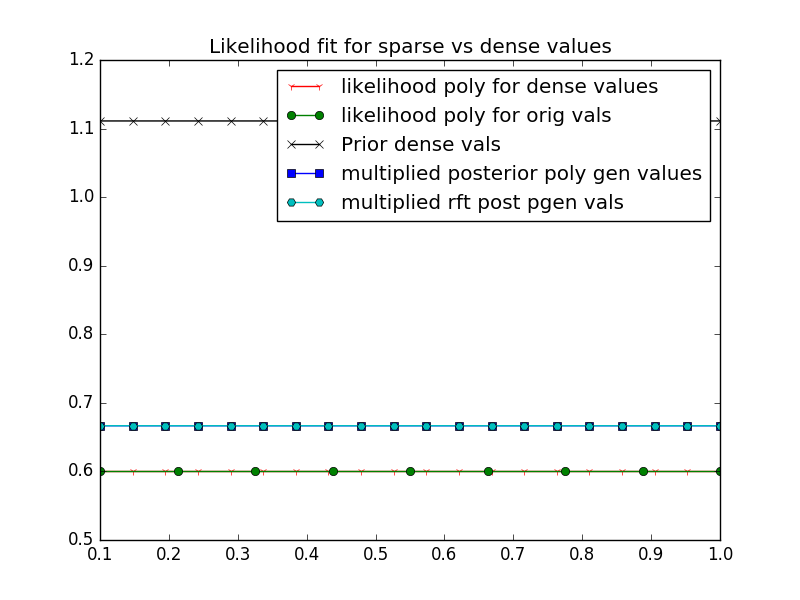 Likelihood fit for sparse vs dense values
1.2
1.1
1.0
0.9
0.8
0.7
0.6
0.5
likelihood poly for dense values
likelihood poly for orig vals
Prior dense vals
multiplied posterior poly gen values
multiplied rft post pgen vals
0.1 0.2 0.3 0.4 0.5 0.6 0.7 0.8 0.9 1.0